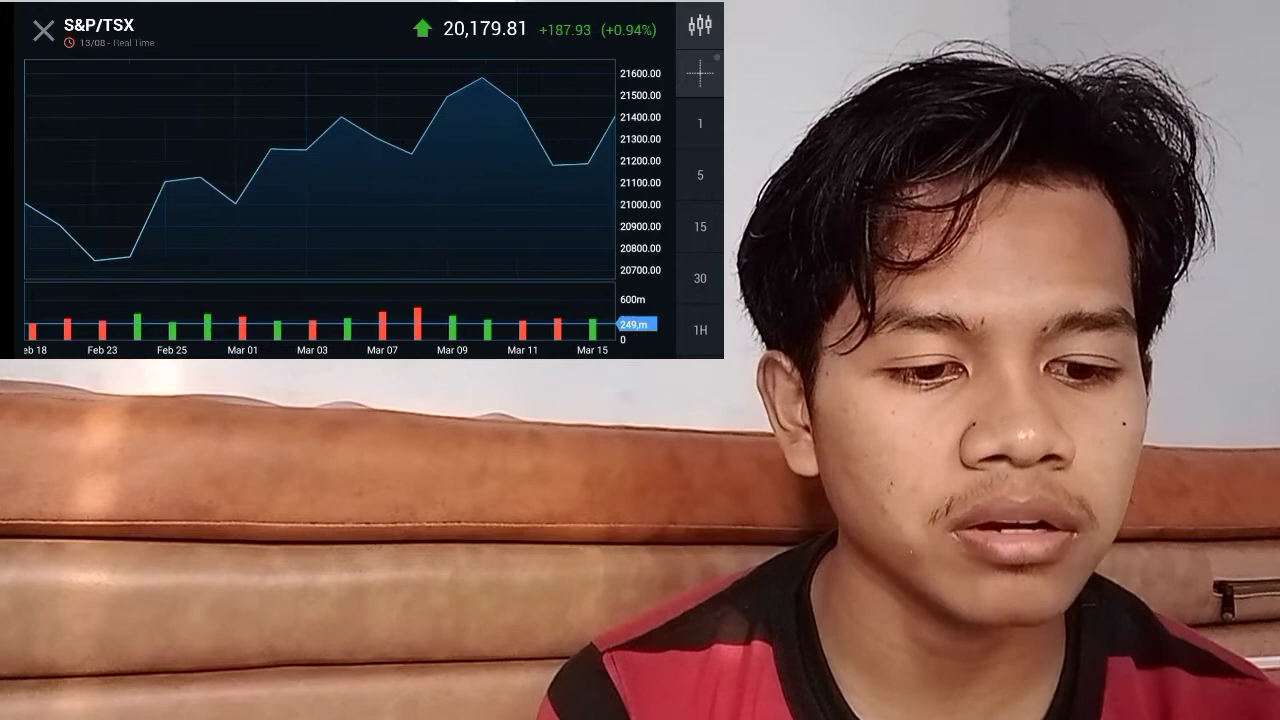 S&P/TSX
20,179.81 +187.93 (+0.94%)
13/08 - Real Time
21600.00
21500.00
1
21400.00
21300.00
5
21200.00
21100.00
15
21000.00
20900.00
30
20800.00
20700.00
600m
249,m
1H
0
eb 18 Feb 23 Feb 25 Mar 01 Mar 03 Mar 07 Mar 09 Mar 11 Mar 15